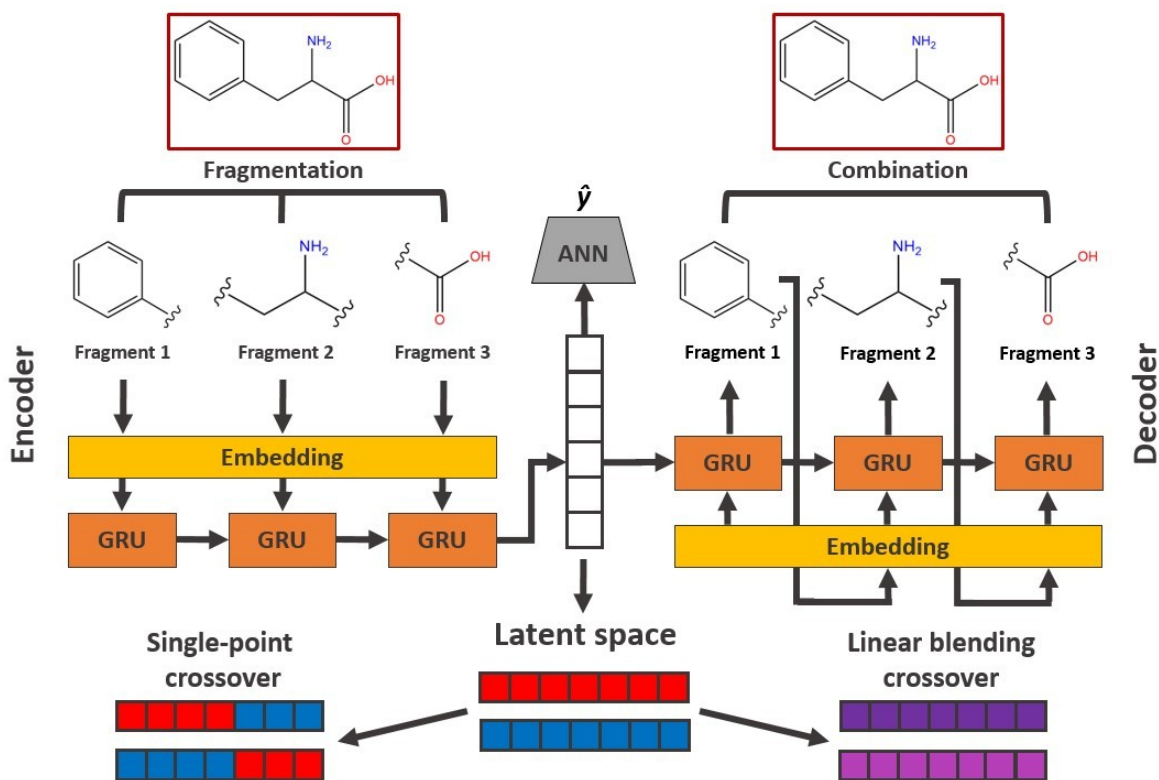 NH₂
OH
O
Fragmentation
NH₂
OH
O
Combination
ŷ
ANN
Encoder
NH₂
OH
O
Fragment 1
Fragment 2
Fragment 3
Embedding
GRU
GRU
GRU
NH₂
OH
O
Fragment 1
Fragment 2
Fragment 3
GRU
GRU
GRU
Embedding
Decoder
Single-point
crossover
Latent space
Linear blending
crossover